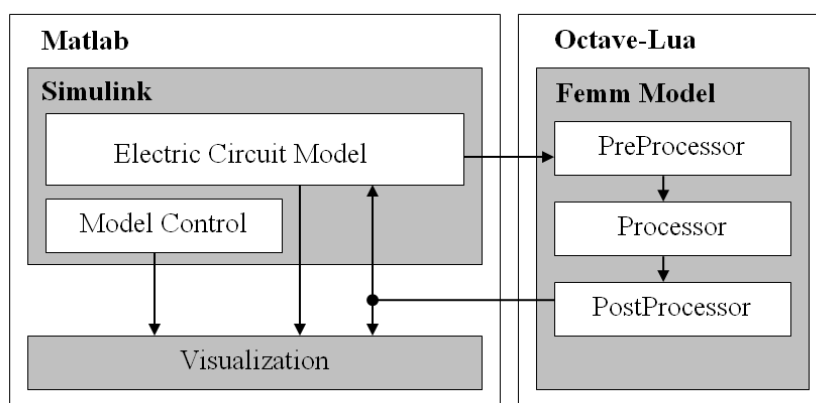 Matlab
Simulink
Electric Circuit Model
Model Control
Visualization
Octave-Lua
Femm Model
PreProcessor
Processor
PostProcessor